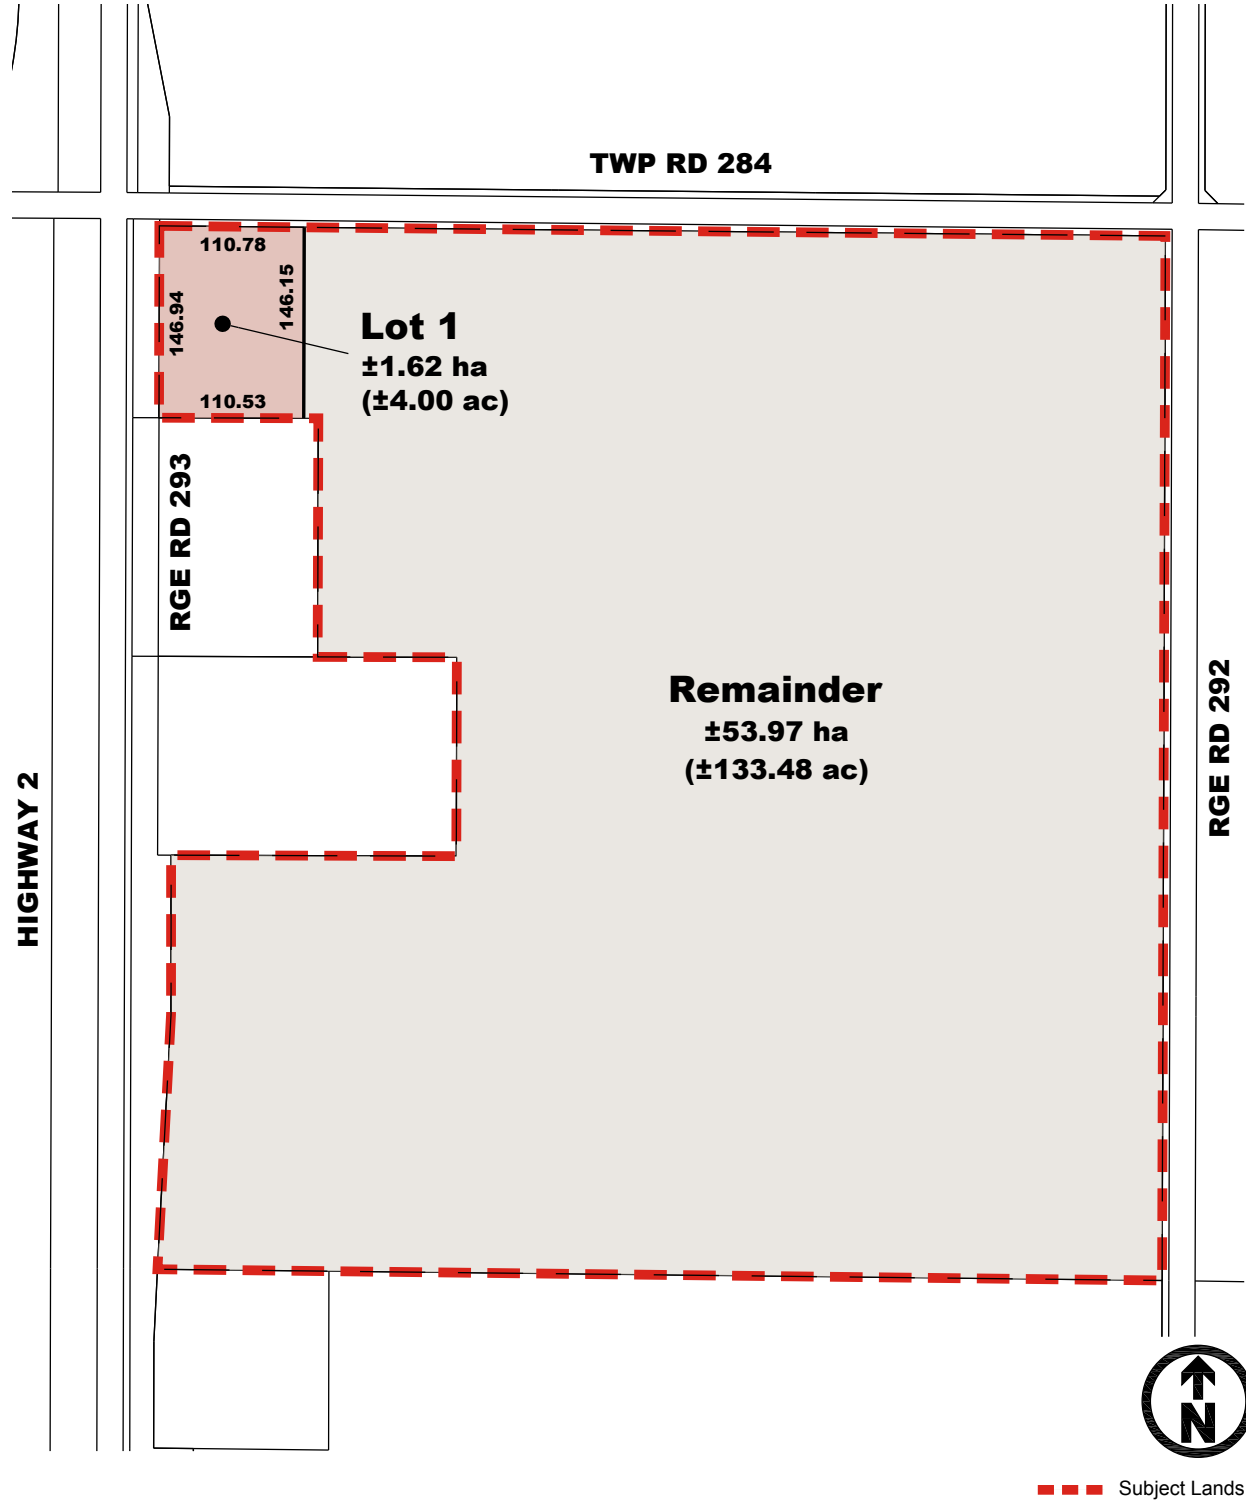 TWP RD 284
110.78
146.94
146.15
110.53
Lot 1
±1.62 ha
(±4.00 ac)
RGE RD 293
Remainder
±53.97 ha
(±133.48 ac)
RGE RD 292
HIGHWAY 2
N
Subject Lands